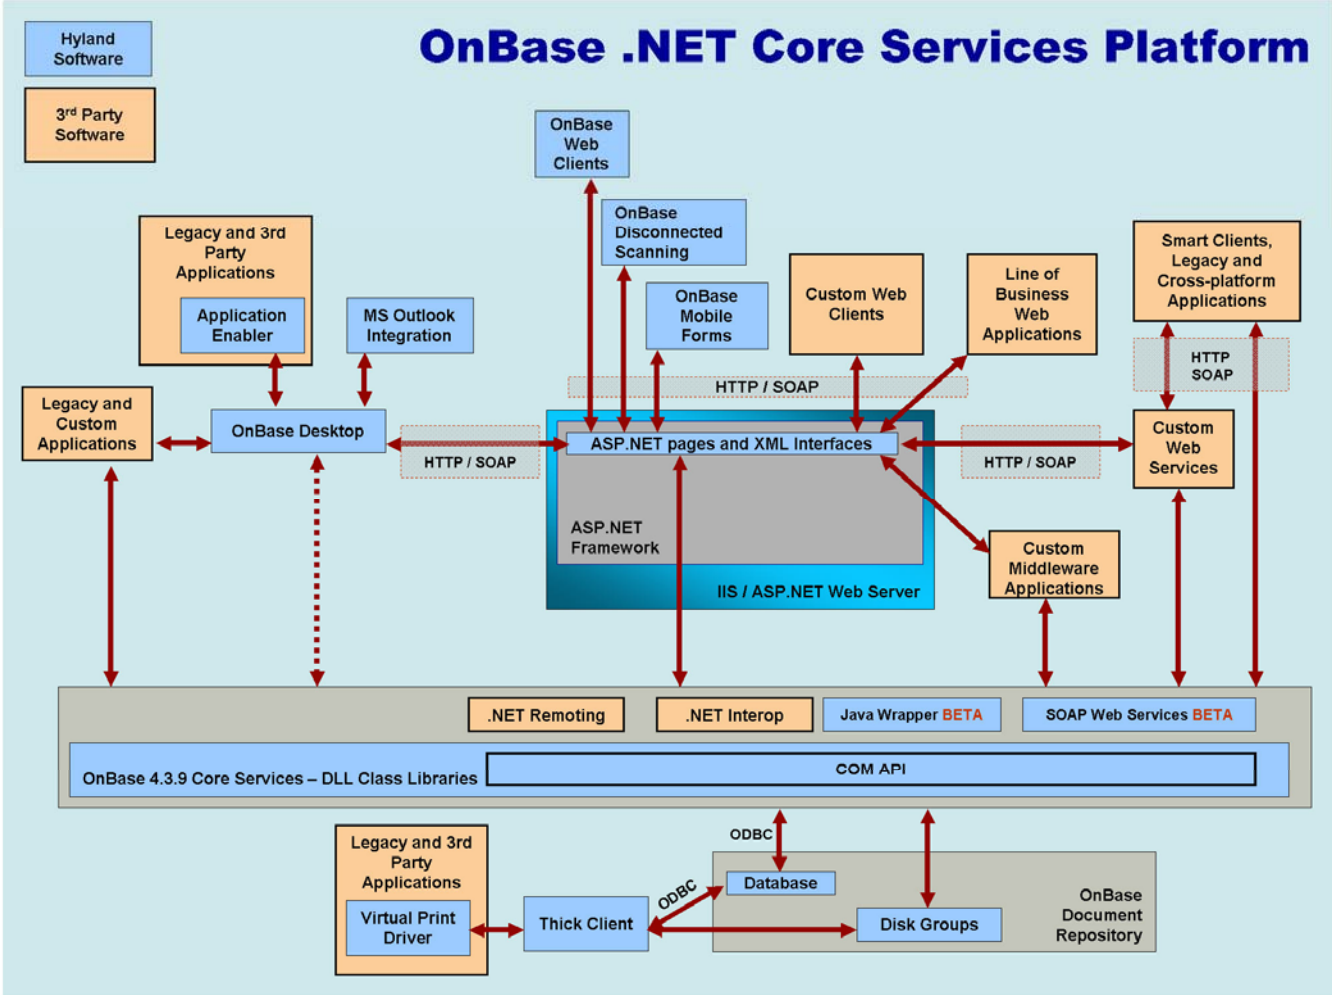 Hyland
Software
OnBase .NET Core Services Platform
3rd Party
Software
OnBase
Web
Clients
OnBase
Disconnected
Scanning
OnBase
Mobile
Forms
Legacy and 3rd
Party
Applications
Application
Enabler
MS Outlook
Integration
Custom Web
Clients
Line of
Business
Web
Applications
Smart Clients,
Legacy and
Cross-platform
Applications
HTTP
SOAP
HTTP / SOAP
Legacy and
Custom
Applications
OnBase Desktop
HTTP / SOAP
ASP.NET pages and XML Interfaces
HTTP / SOAP
Custom
Web
Services
ASP.NET
Framework
IIS / ASP.NET Web Server
Custom
Middleware
Applications
.NET Remoting
.NET Interop
Java Wrapper BETA
SOAP Web Services BETA
OnBase 4.3.9 Core Services – DLL Class Libraries
COM API
ODBC
Legacy and 3rd
Party
Applications
Virtual Print
Driver
Thick Client
ODBC
Database
Disk Groups
OnBase
Document
Repository